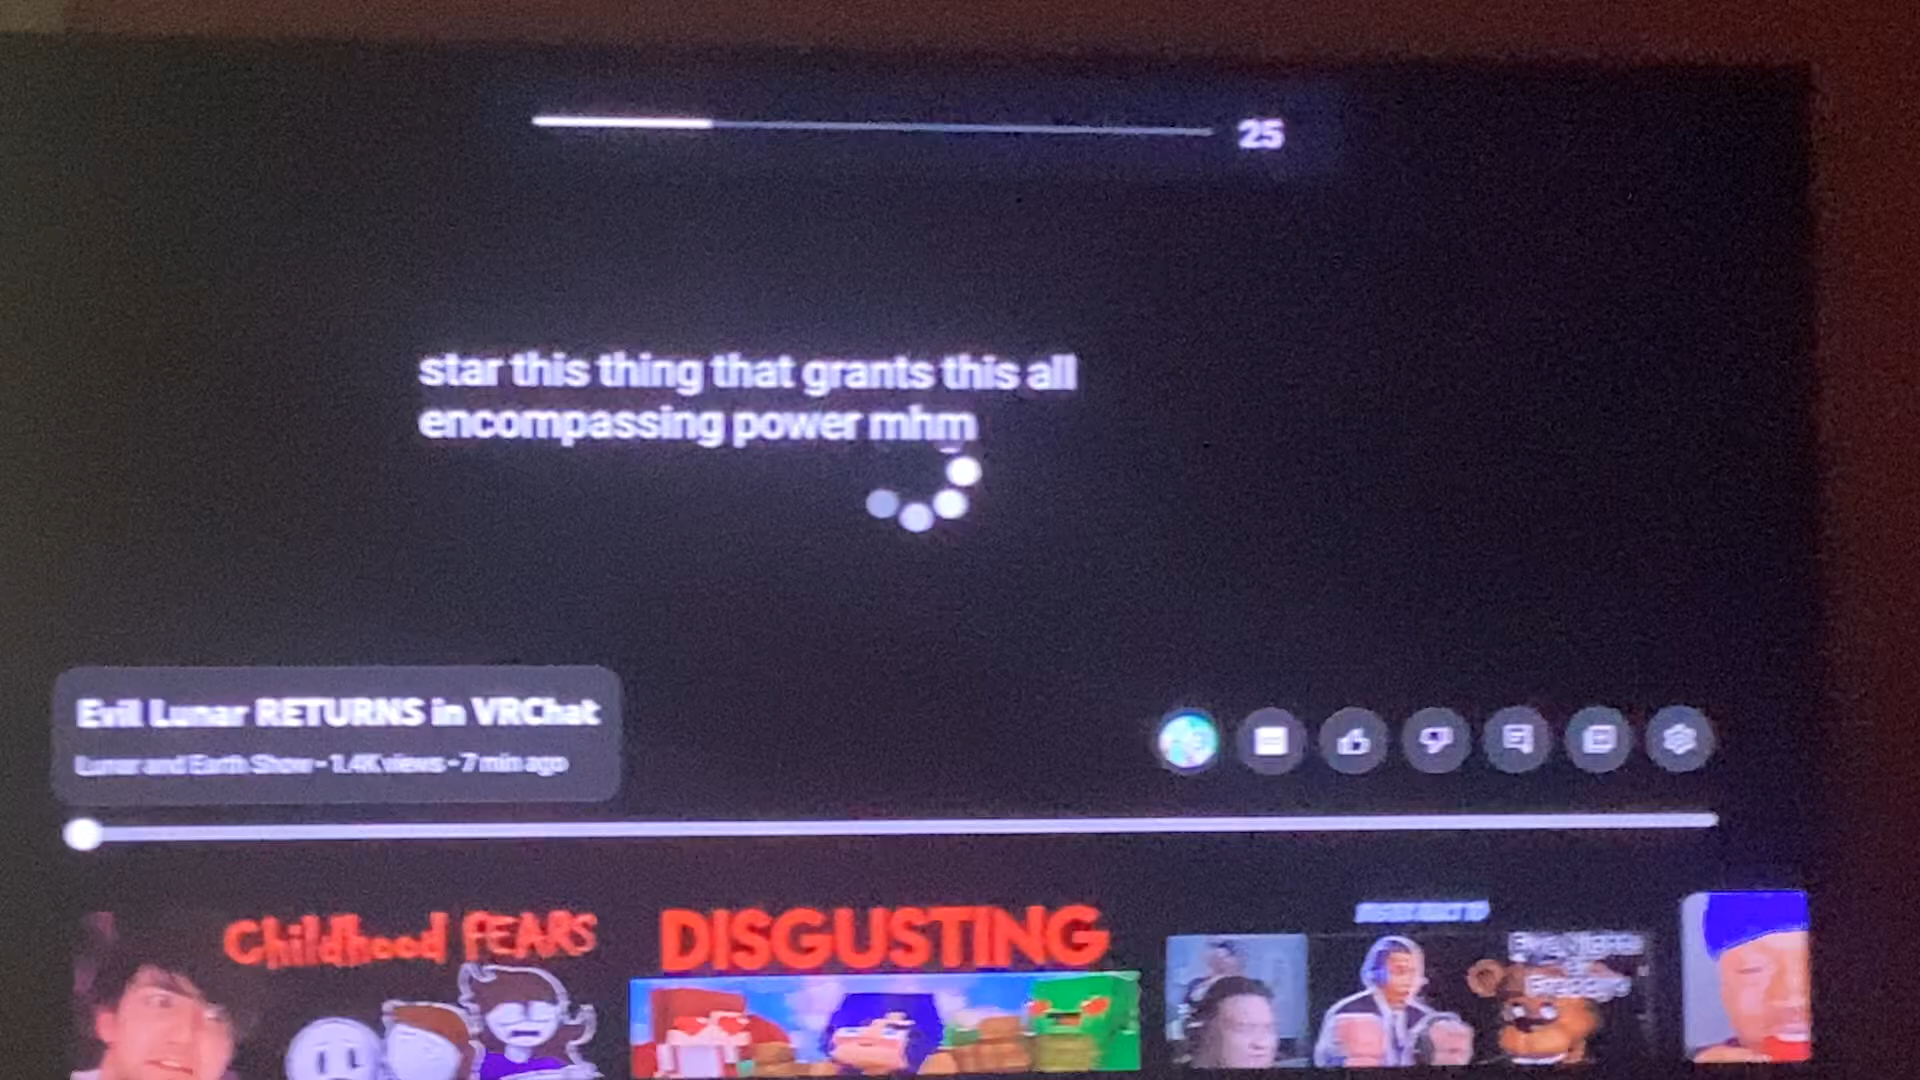 25
star this thing that grants this all
encompassing power mhm
Evil Lunar RETURNS in VRChat
Lunar and Earth Show • 1.4K views • 7 min ago
Childhood FEARS
DISGUSTING